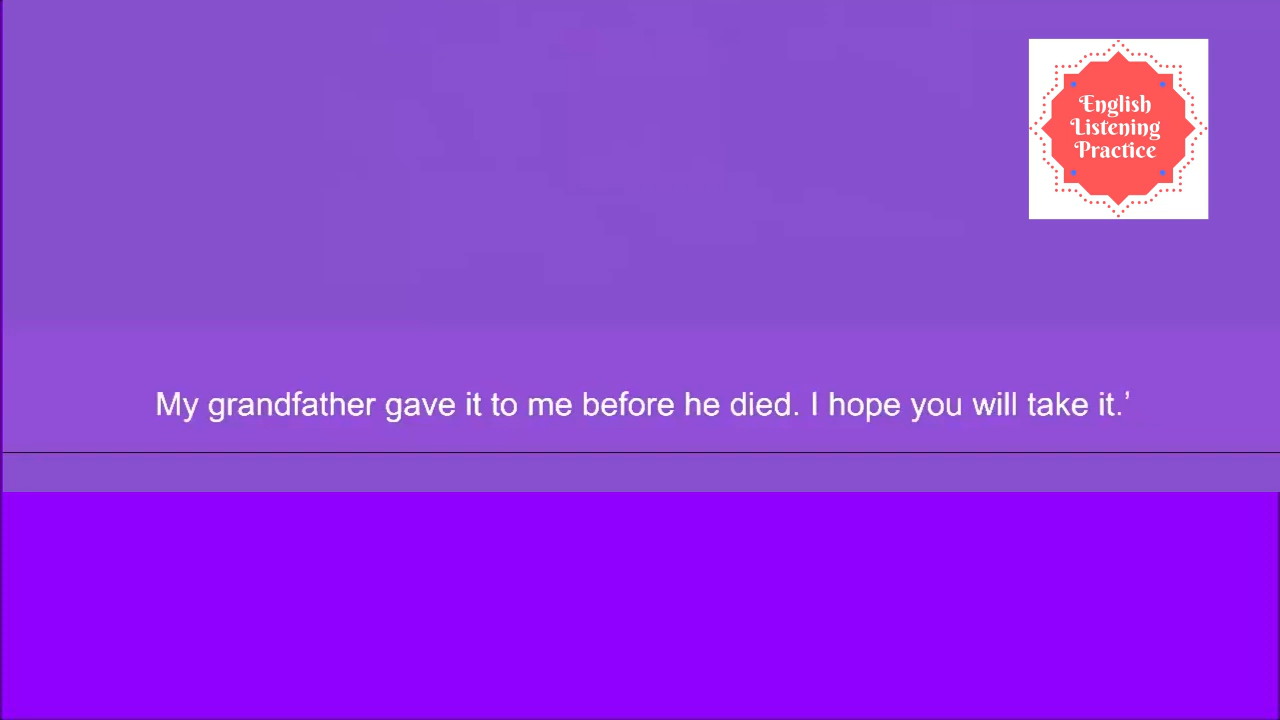 English
Listening
Practice
My grandfather gave it to me before he died. I hope you will take it.’